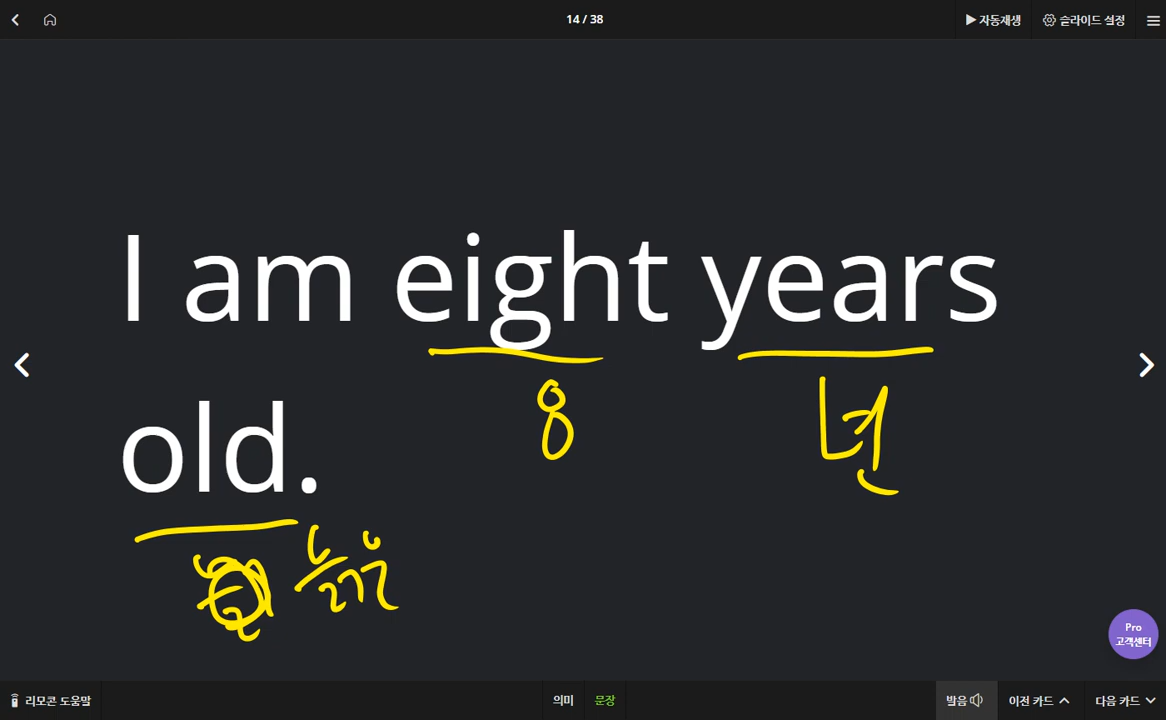 14 / 38
자동재생
슬라이드 설정
I am eight years
8
년
old.
늙은
Pro
고객센터
리모콘 도움말
의미
문장
발음
이전 카드
다음 카드